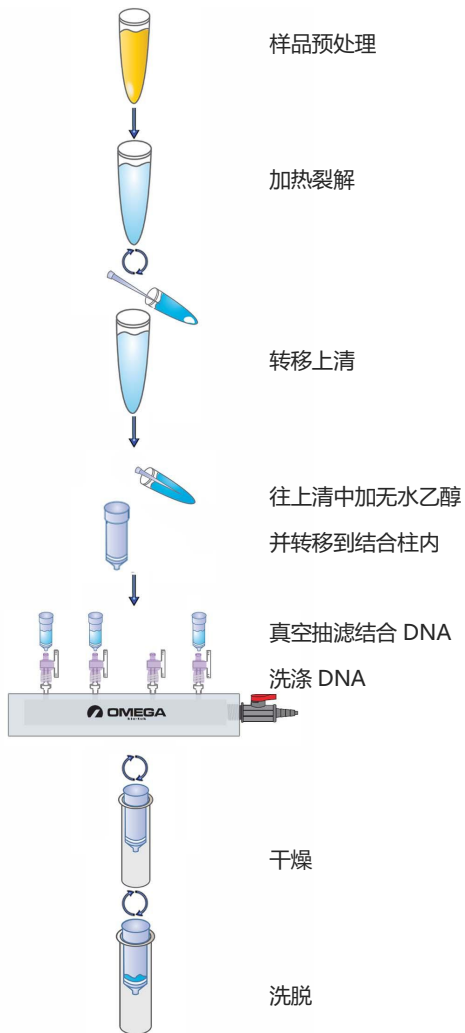 样品预处理
加热裂解
转移上清
往上清中加无水乙醇
并转移到结合柱内
真空抽滤结合 DNA
洗涤 DNA
OMEGA
干燥
洗脱